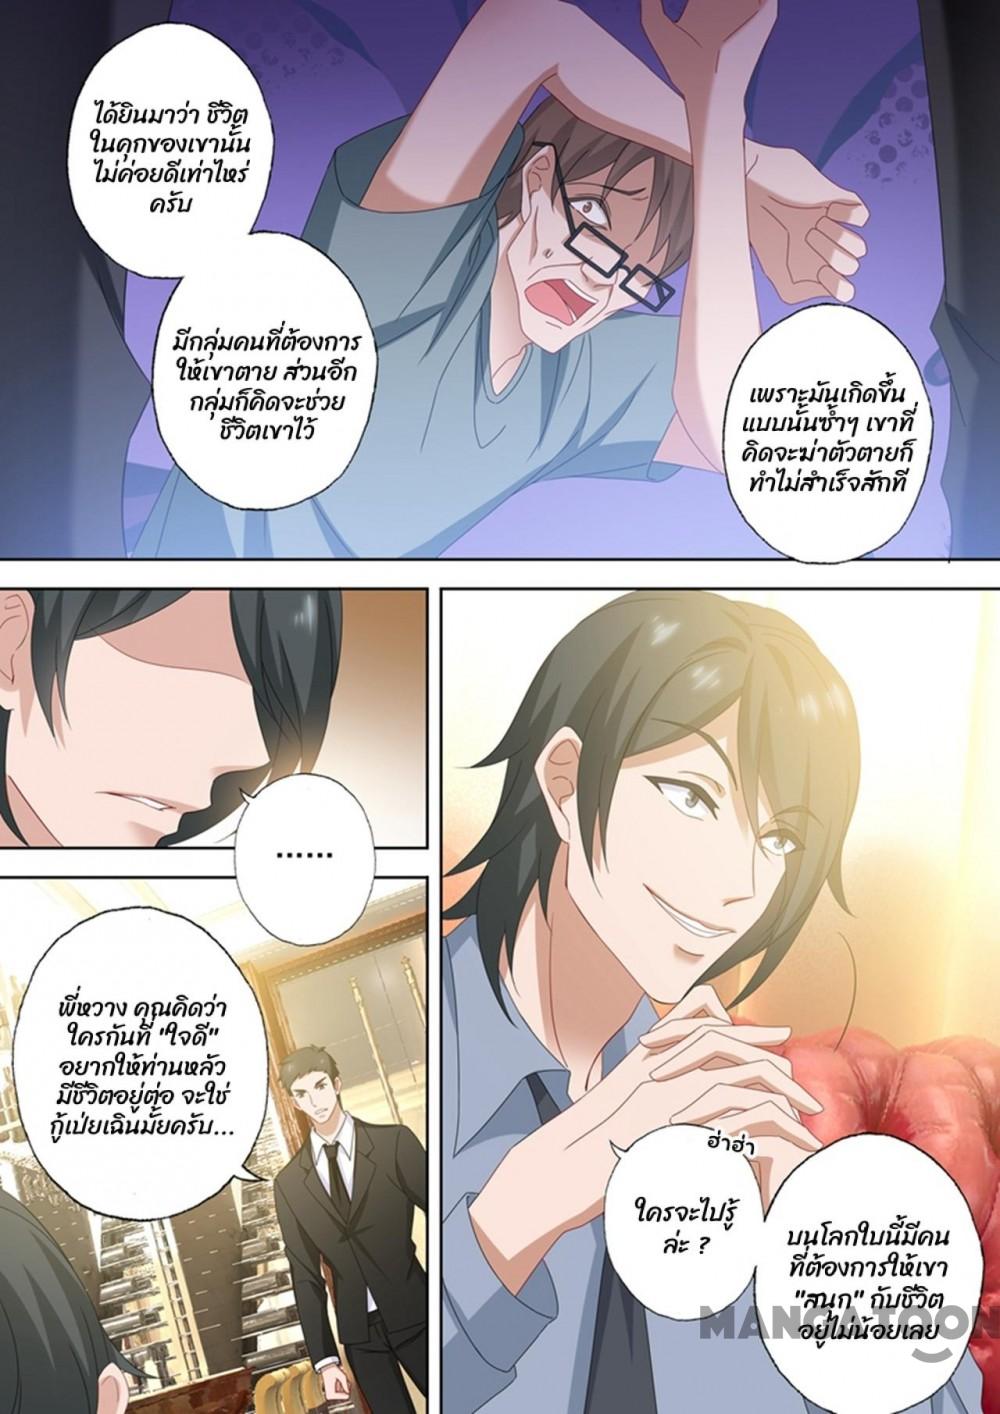 ได้ยินมาว่า ชีวิต
ในคุกของเขานั้น
ไม่ค่อยดีเท่าไหร่
ครับ
มีกลุ่มคนที่ต้องการ
ให้เขาตาย ส่วนอีก
กลุ่มก็คิดจะช่วย
ชีวิตเขาไว้
เพราะมันเกิดขึ้น
แบบนั้นซ้ำๆ เขาที่
คิดจะฆ่าตัวตายก็
ทำไม่สำเร็จสักที
......
พี่หวาง คุณคิดว่า
ใครกันที่ "ใจดี"
อยากให้ท่านหลัว
มีชีวิตอยู่ต่อ จะใช่
กู้เป่ยเฉินมั้ยครับ...
ฮ่าฮ่า
ใครจะไปรู้
ล่ะ ?
บนโลกใบนี้มีคน
ที่ต้องการให้เขา
"สนุก" กับชีวิต
อยู่ไม่น้อยเลย
MANGATOON